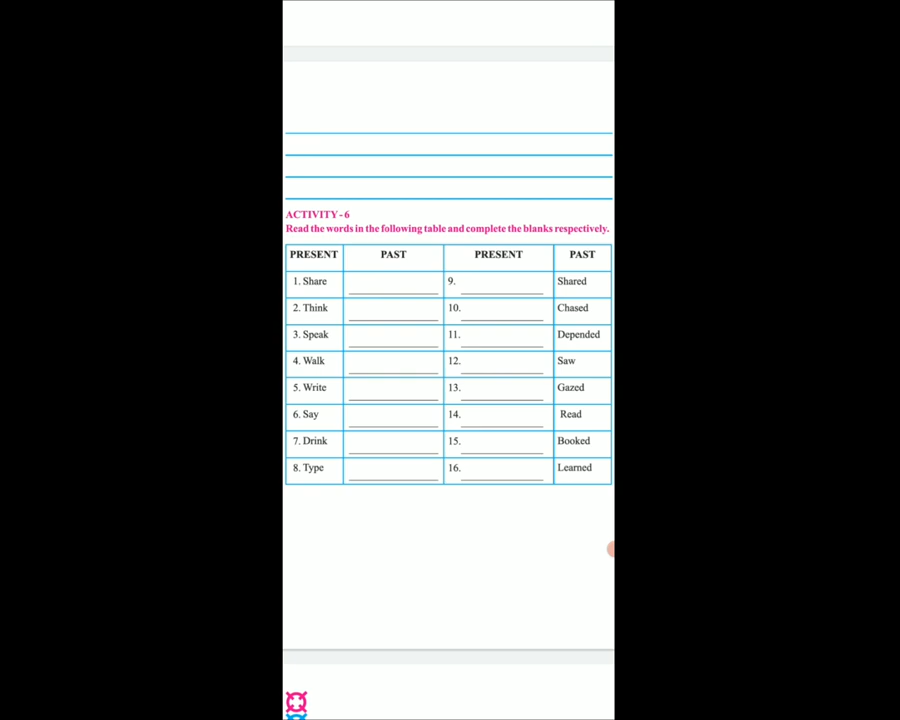 ACTIVITY - 6
Read the words in the following table and complete the blanks respectively.
PRESENT PAST PRESENT PAST
1. Share 9. Shared
2. Think 10. Chased
3. Speak 11. Depended
4. Walk 12. Saw
5. Write 13. Gazed
6. Say 14. Read
7. Drink 15. Booked
8. Type 16. Learned